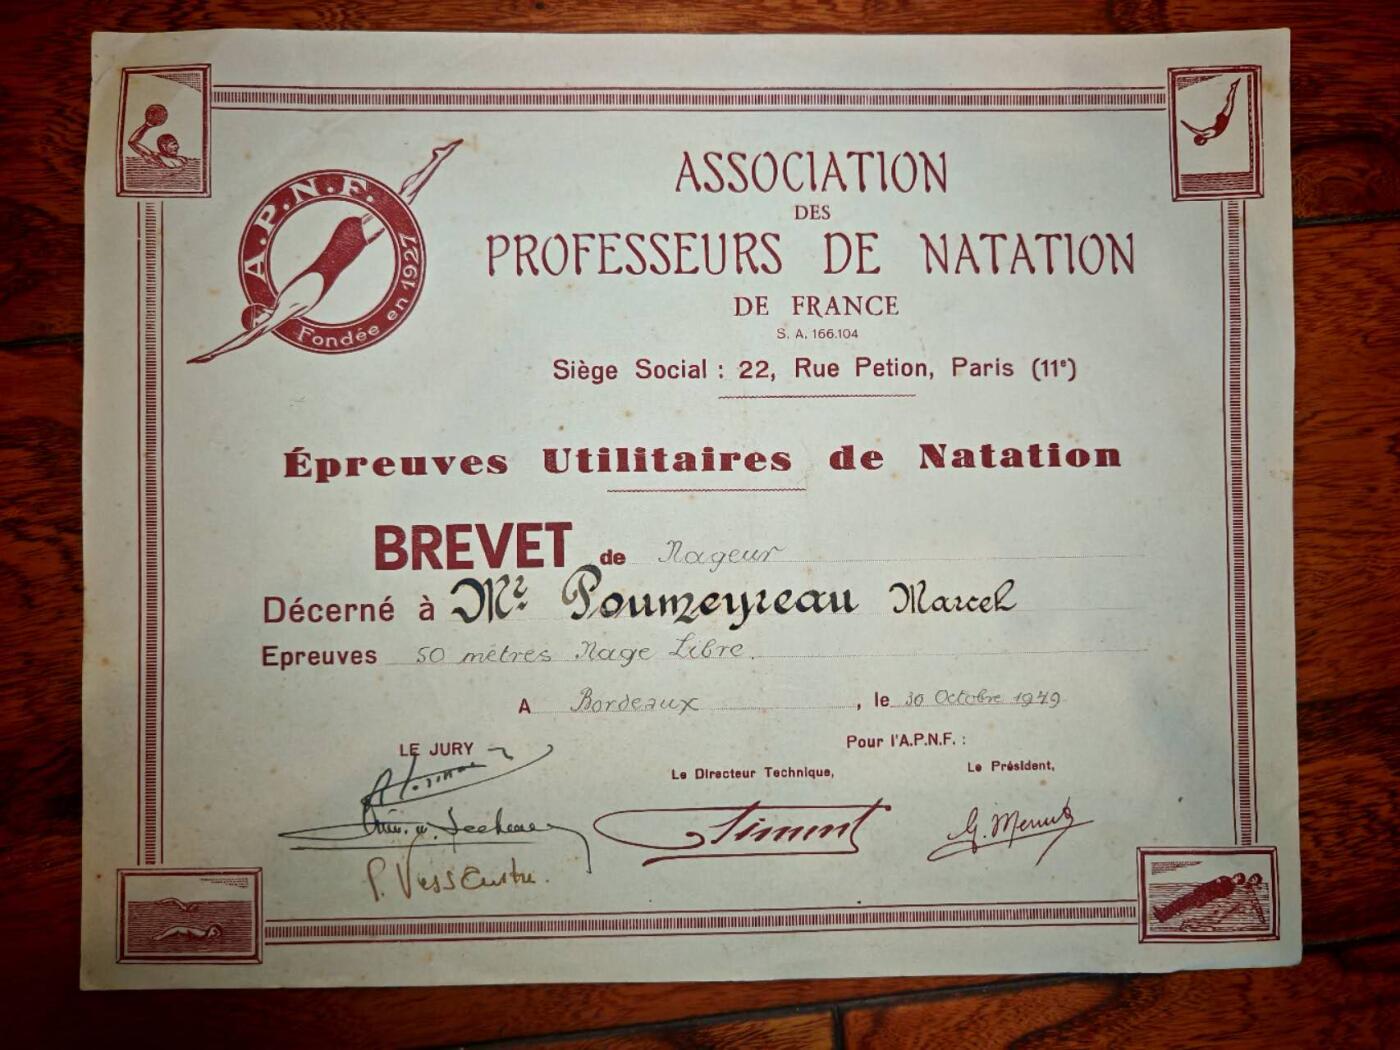 A.P.N.F.
Fondée en 1927
ASSOCIATION
DES
PROFESSEURS DE NATATION
DE FRANCE
S. A. 166.104
Siège Social : 22, Rue Petion, Paris (11e)
Épreuves Utilitaires de Natation
BREVET de Nageur
Décerné à Mr Poumeyreau Marcel
Epreuves 50 mètres Nage Libre.
A Bordeaux, le 30 Octobre 1949
Pour l'A.P.N.F. :
LE JURY
Le Directeur Technique,
Le Président,